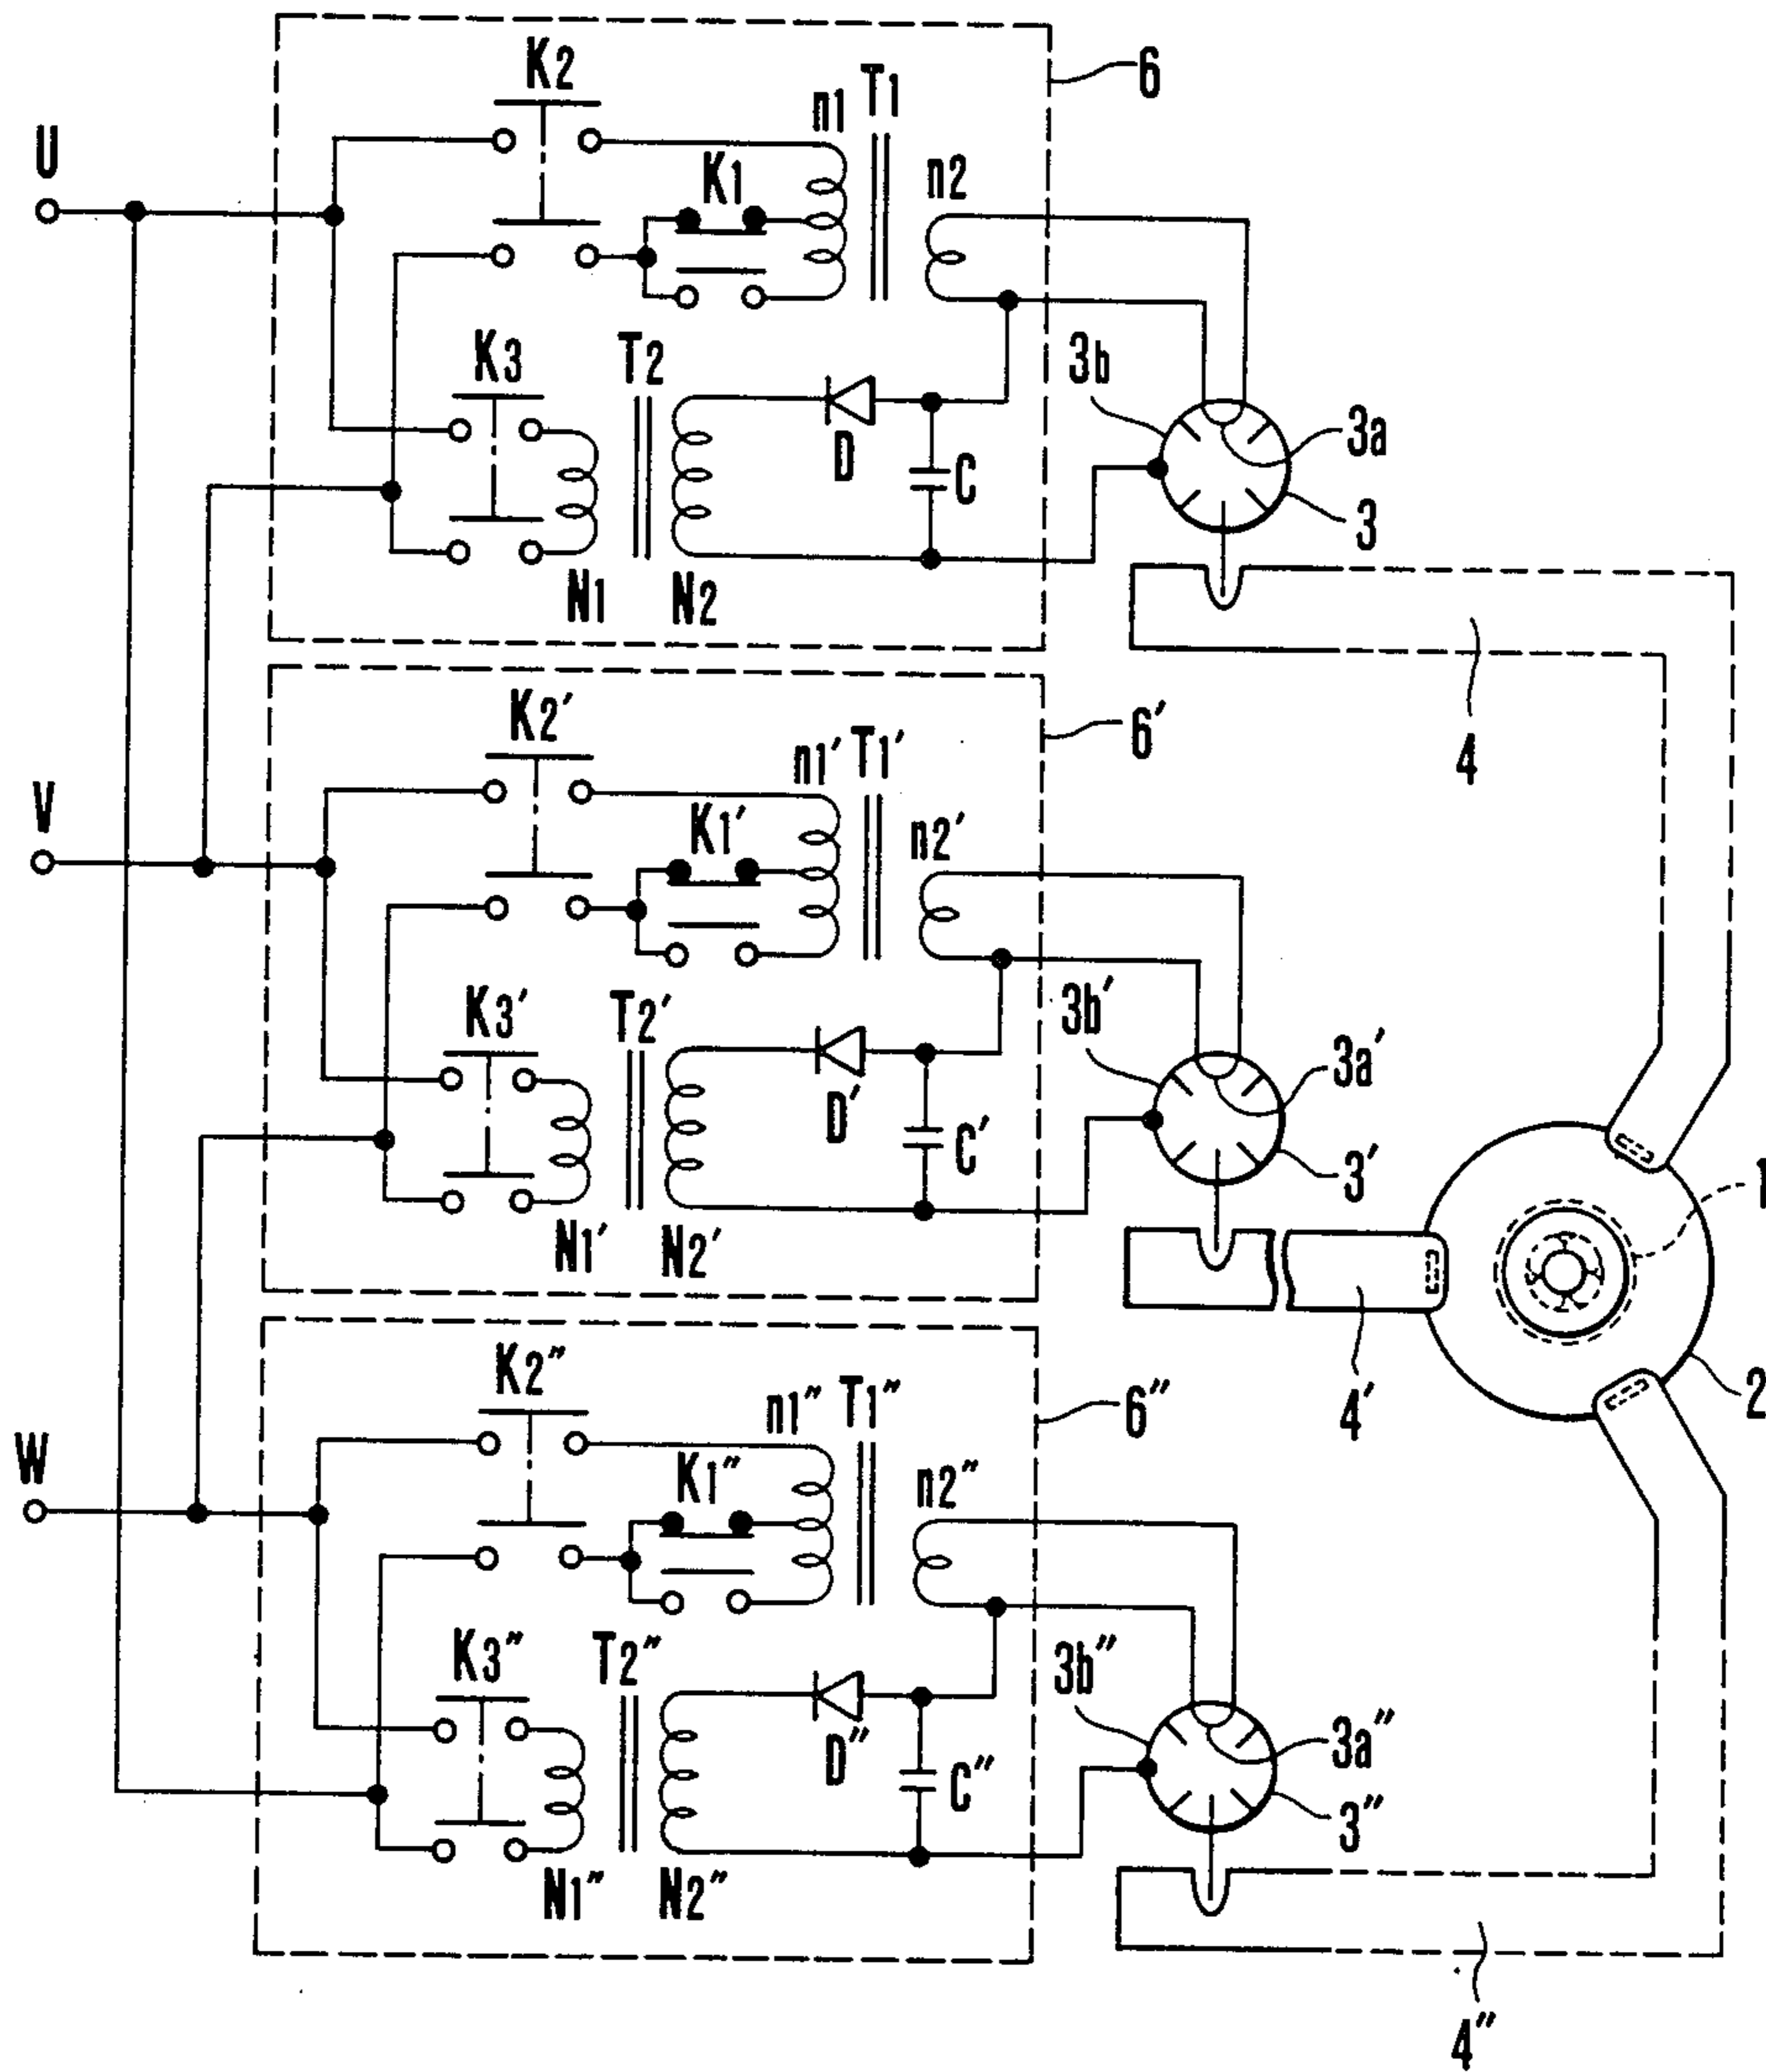 K2
6
U
n1
T1
K1
n2
K3
T2
3b
3a
D
C
3
N1
N2
4
K2′
6′
V
n1′
T1′
K1′
n2′
K3′
T2′
3b′
3a′
D′
C′
3′
1
N1′
N2′
2
4′
K2″
6″
W
n1″
T1″
K1″
n2″
K3″
T2″
3b″
3a″
D″
C″
3″
N1″
N2″
4″